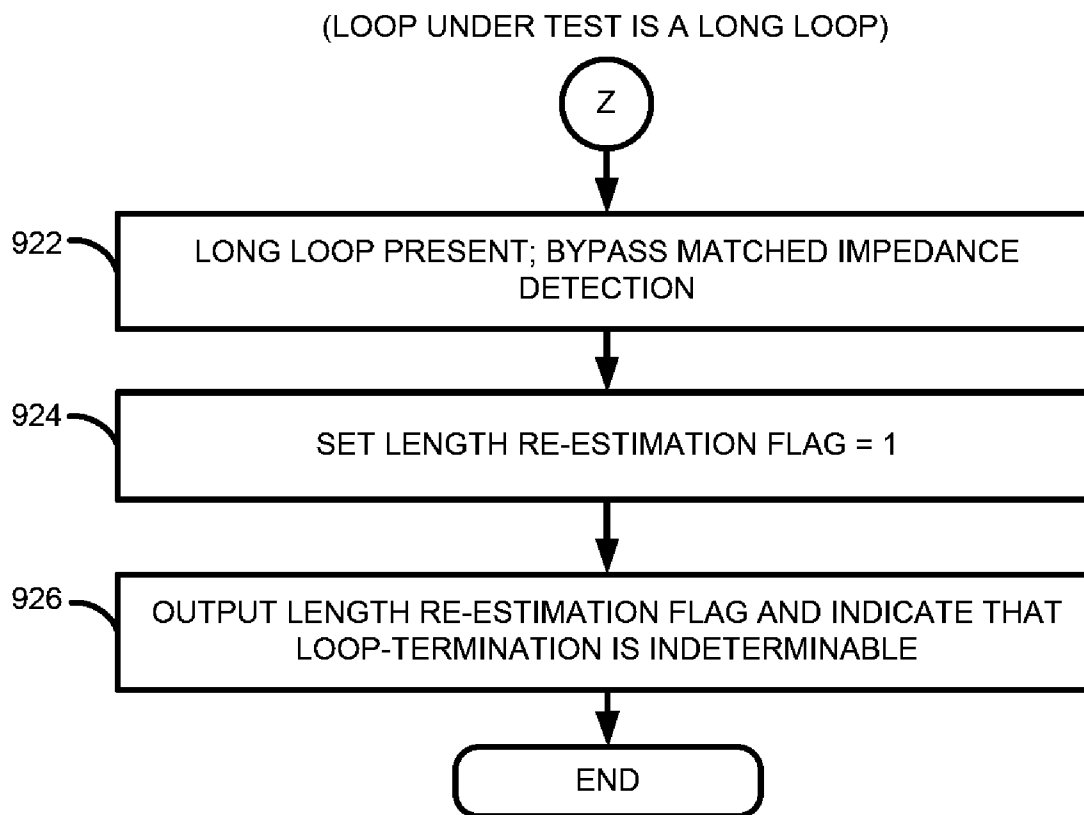 (LOOP UNDER TEST IS A LONG LOOP)
Z
922
LONG LOOP PRESENT; BYPASS MATCHED IMPEDANCE
DETECTION
924
SET LENGTH RE-ESTIMATION FLAG = 1
926
OUTPUT LENGTH RE-ESTIMATION FLAG AND INDICATE THAT
LOOP-TERMINATION IS INDETERMINABLE
END